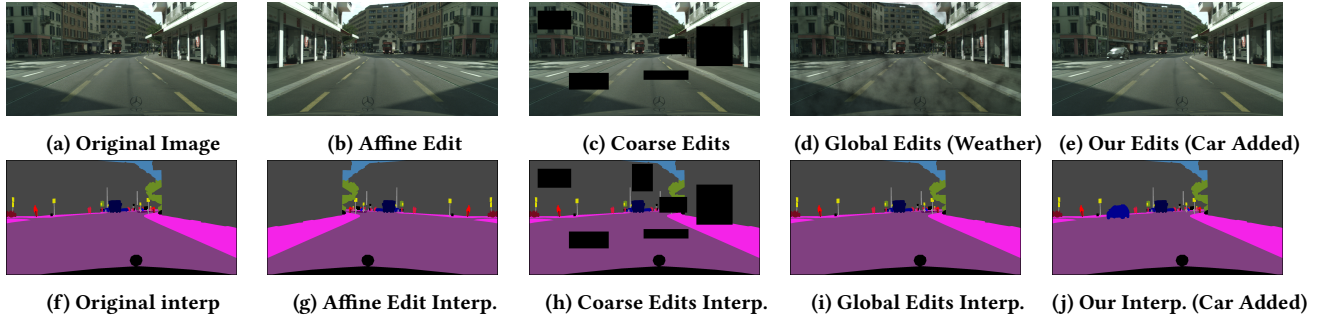 (a) Original Image
(b) Affine Edit
(c) Coarse Edits
(d) Global Edits (Weather)
(e) Our Edits (Car Added)
(f) Original interp
(g) Affine Edit Interp.
(h) Coarse Edits Interp.
(i) Global Edits Interp.
(j) Our Interp. (Car Added)